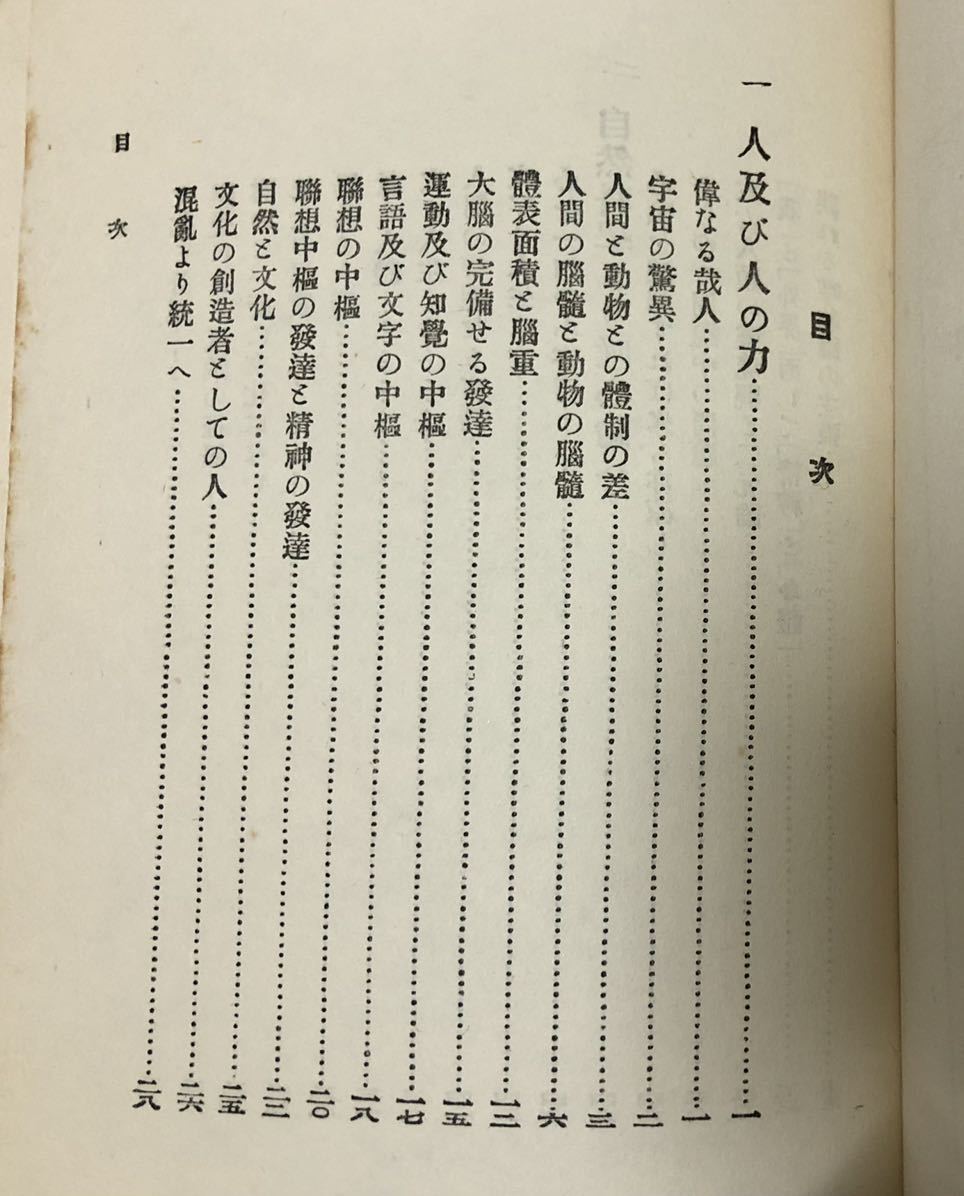 目次
一 人及び人の力……一
偉なる哉人……一
宇宙の驚異……二
人間と動物との體制の差……三
人間の腦髓と動物の腦髓……六
體表面積と腦重……一二
大腦の完備せる發達……一五
運動及び知覺の中樞……一七
言語及び文字の中樞……一八
聯想の中樞……二〇
聯想中樞の發達と精神の發達……二二
自然と文化……二五
文化の創造者としての人……二六
混亂より統一へ……二八
目次